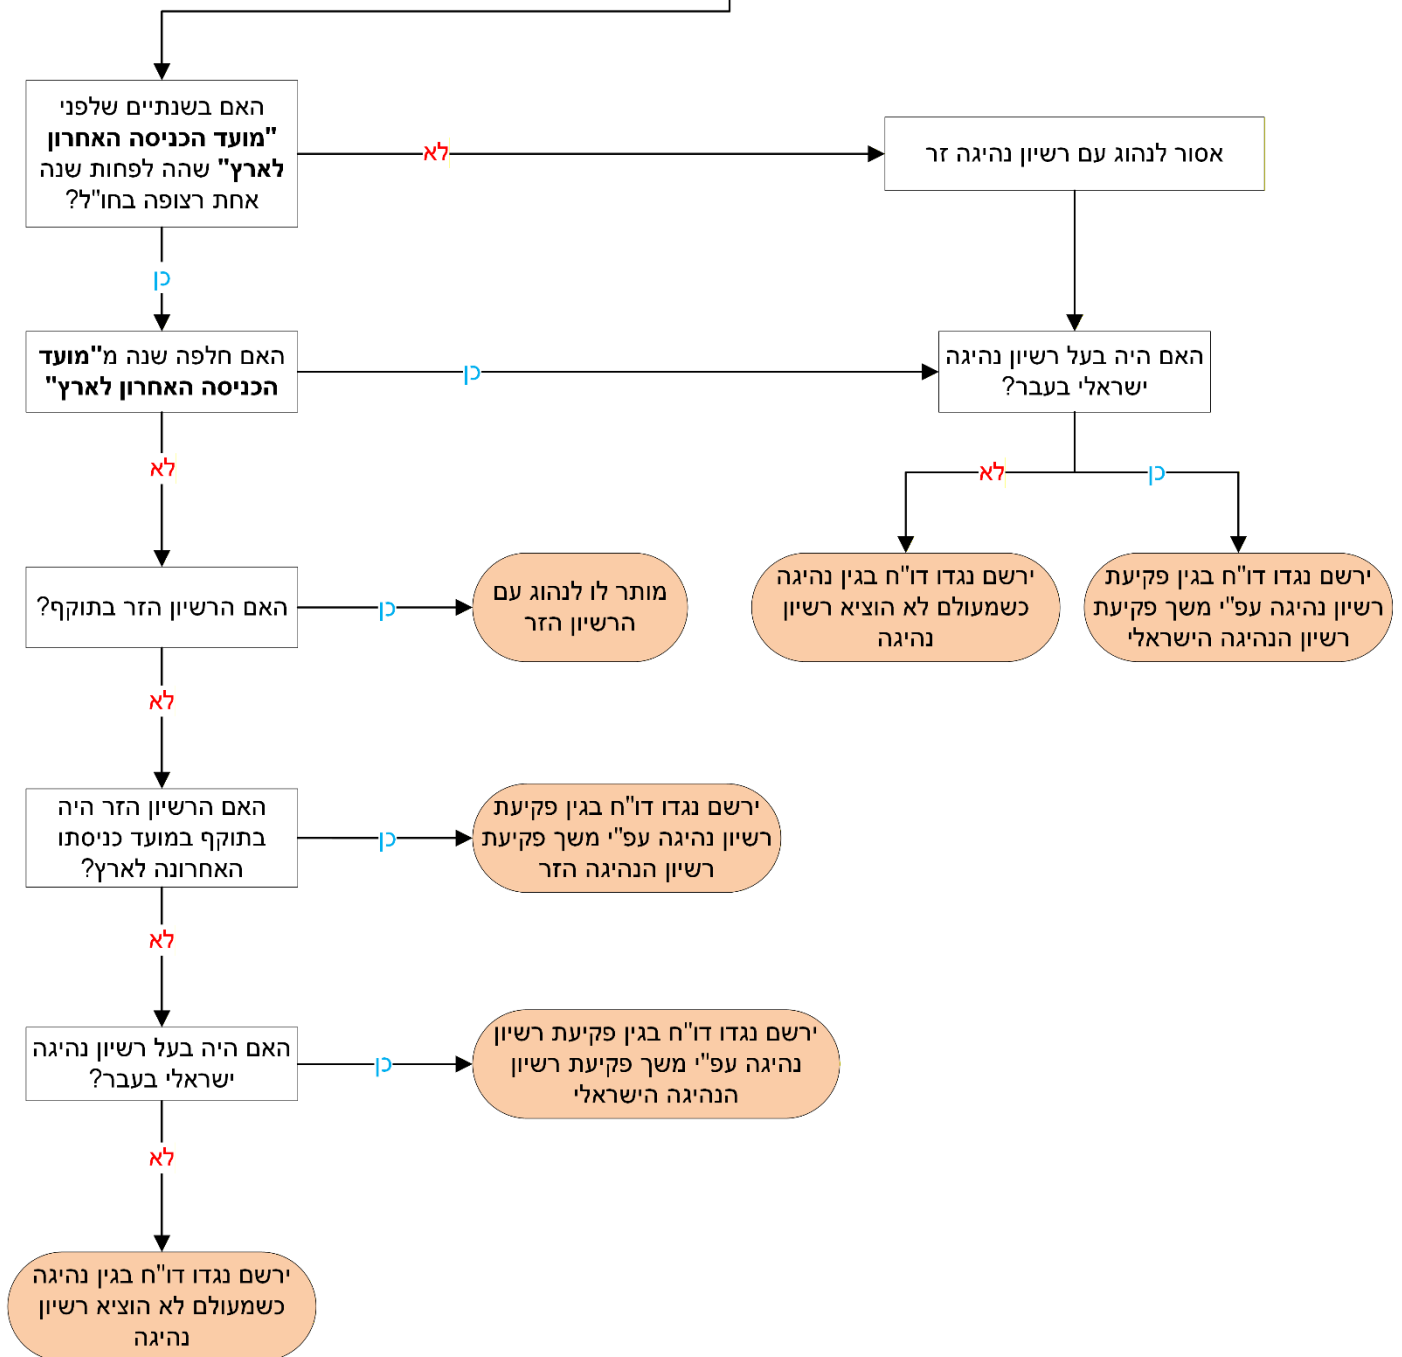 האם בשנתיים שלפני
"מועד הכניסה האחרון
לארץ" שהה לפחות שנה
אחת רצופה בחו"ל?
לא
אסור לנהוג עם רשיון נהיגה זר
כן
האם חלפה שנה מ"מועד
הכניסה האחרון לארץ"
כן
האם היה בעל רשיון נהיגה
ישראלי בעבר?
לא
כן
לא
ירשם נגדו דו"ח בגין פקיעת
רשיון נהיגה עפ"י משך פקיעת
רשיון הנהיגה הישראלי
ירשם נגדו דו"ח בגין נהיגה
כשמעולם לא הוציא רשיון
נהיגה
האם הרשיון הזר בתוקף?
כן
מותר לו לנהוג עם
הרשיון הזר
לא
האם הרשיון הזר היה
בתוקף במועד כניסתו
האחרונה לארץ?
כן
ירשם נגדו דו"ח בגין פקיעת
רשיון נהיגה עפ"י משך פקיעת
רשיון הנהיגה הזר
לא
האם היה בעל רשיון נהיגה
ישראלי בעבר?
כן
ירשם נגדו דו"ח בגין פקיעת רשיון
נהיגה עפ"י משך פקיעת רשיון
הנהיגה הישראלי
לא
ירשם נגדו דו"ח בגין נהיגה
כשמעולם לא הוציא רשיון
נהיגה